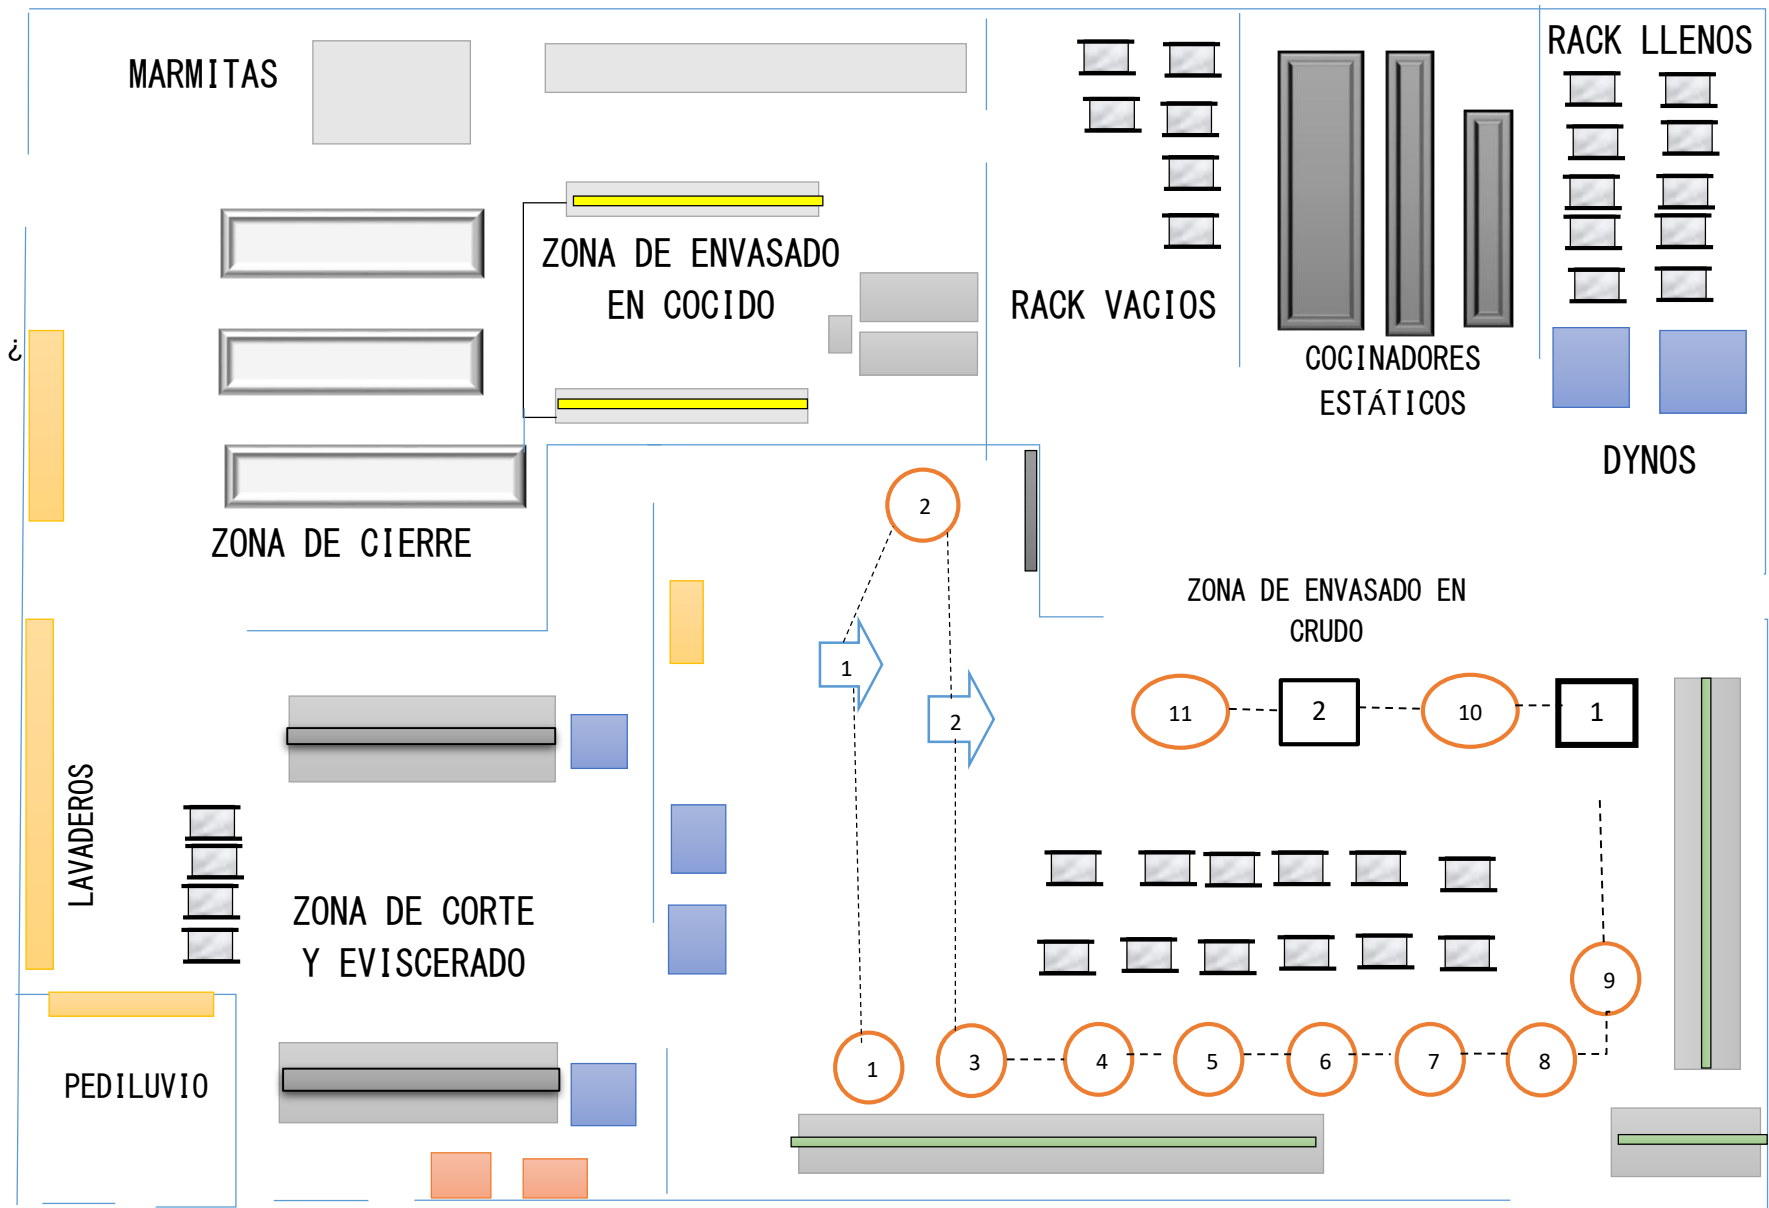 MARMITAS
RACK LLENOS
ZONA DE ENVASADO
EN COCIDO
RACK VACIOS
¿
COCINADORES
ESTÁTICOS
DYNOS
2
ZONA DE CIERRE
ZONA DE ENVASADO EN
CRUDO
1
2
11
2
10
1
LAVADEROS
ZONA DE CORTE
Y EVISCERADO
9
PEDILUVIO
1
3
4
5
6
7
8